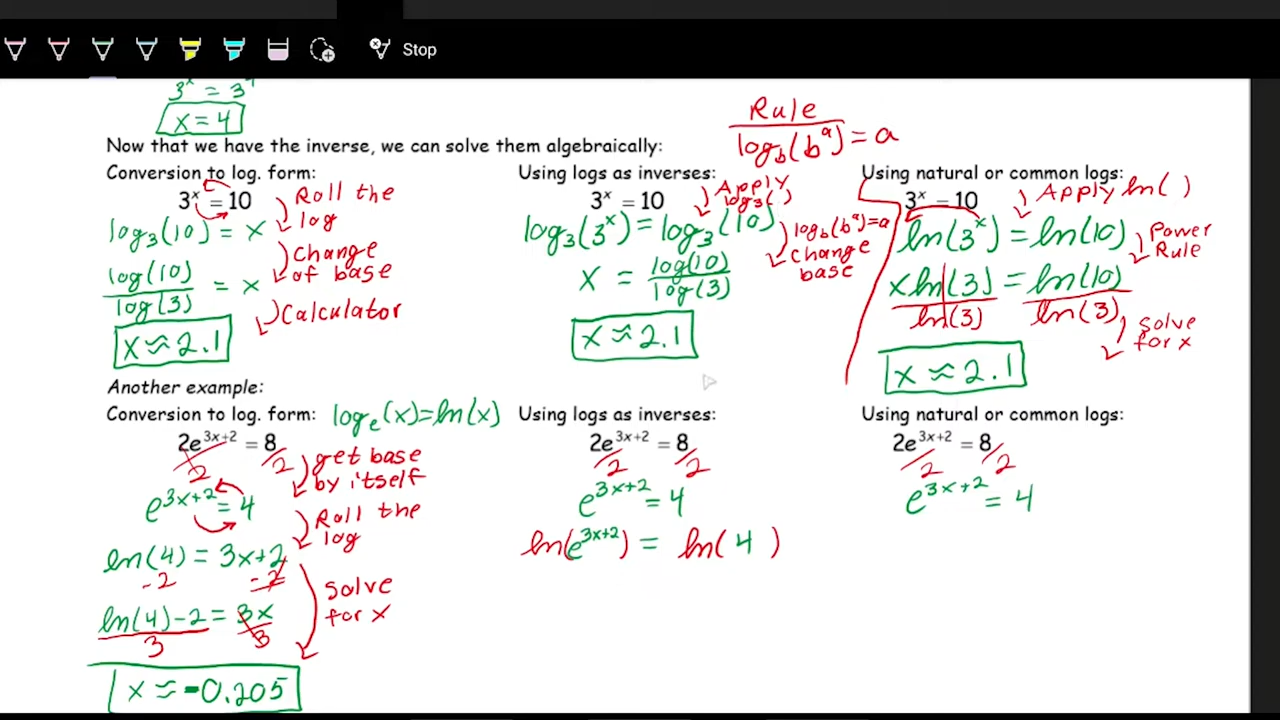 Stop
3ˣ = 3⁴
x = 4
Rule
log_b(bᵃ) = a
Now that we have the inverse, we can solve them algebraically:
Conversion to log. form:
3ˣ = 10
Roll the
log
log₃(10) = x
Change
of base
log(10)/log(3) = x
Calculator
x ≈ 2.1
Using logs as inverses:
3ˣ = 10
Apply
log₃( )
log₃(3ˣ) = log₃(10)
log_b(bᵃ)=a
Change
base
x = log(10)/log(3)
x ≈ 2.1
Using natural or common logs:
3ˣ = 10
Apply ln( )
ln(3ˣ) = ln(10)
Power
Rule
xln(3)/ln(3) = ln(10)/ln(3)
Solve
for x
x ≈ 2.1
Another example:
Conversion to log. form:
logₑ(x)=ln(x)
2e^(3x+2) = 8
2 2
get base
by itself
e^(3x+2) = 4
Roll the
log
ln(4) = 3x+2
-2 -2
Solve
for x
ln(4)-2 = 3x
3 3
x ≈ -0.205
Using logs as inverses:
2e^(3x+2) = 8
2 2
e^(3x+2) = 4
ln(e^(3x+2)) = ln( 4 )
Using natural or common logs:
2e^(3x+2) = 8
2 2
e^(3x+2) = 4